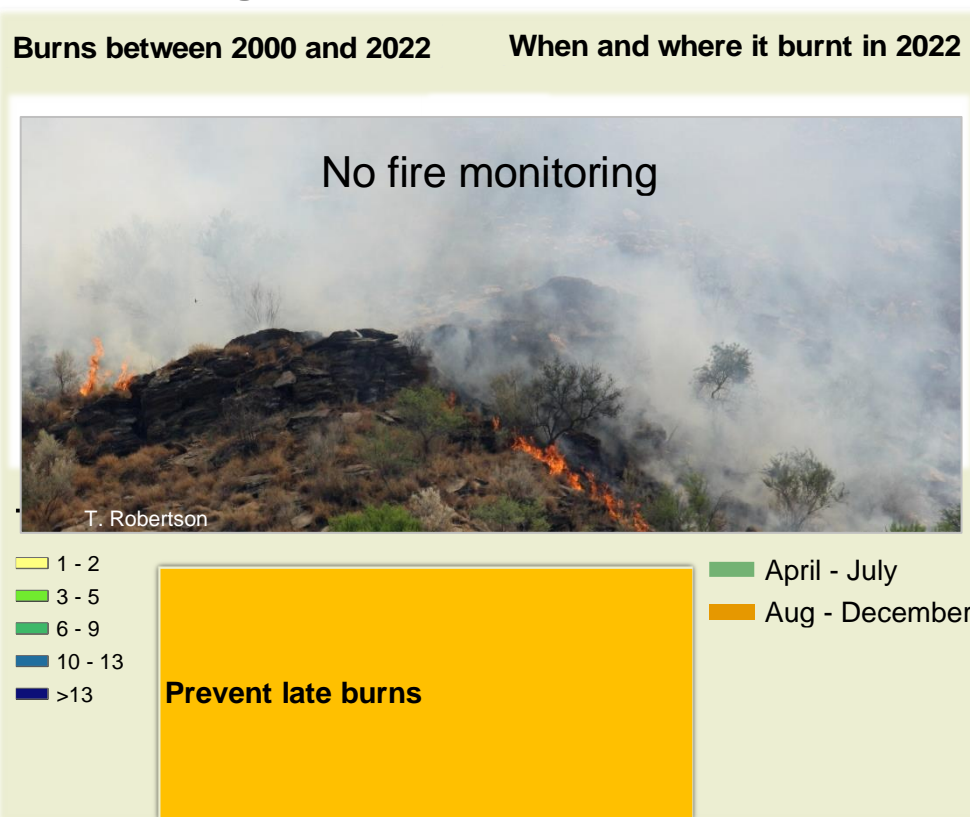 Burns between 2000 and 2022
When and where it burnt in 2022
No fire monitoring
T. Robertson
1 - 2
3 - 5
6 - 9
10 - 13
>13
April - July
Aug - December
Prevent late burns